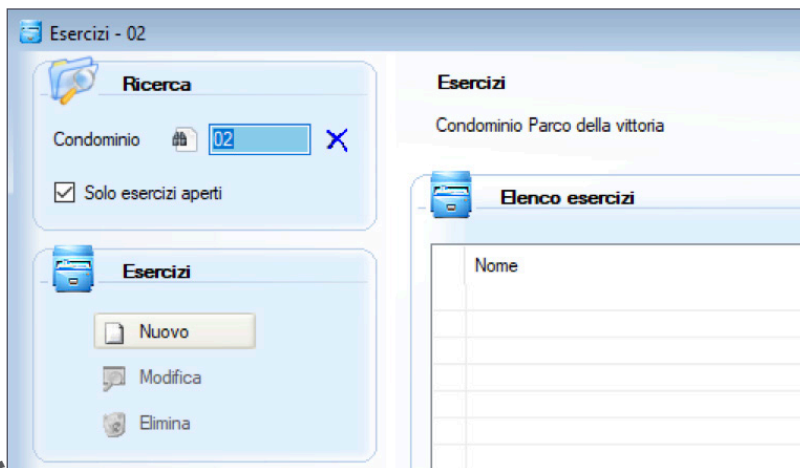 Esercizi - 02
Ricerca
Condominio 02
Solo esercizi aperti
Esercizi
Nuovo
Modifica
Elimina
Esercizi
Condominio Parco della vittoria
Elenco esercizi
Nome